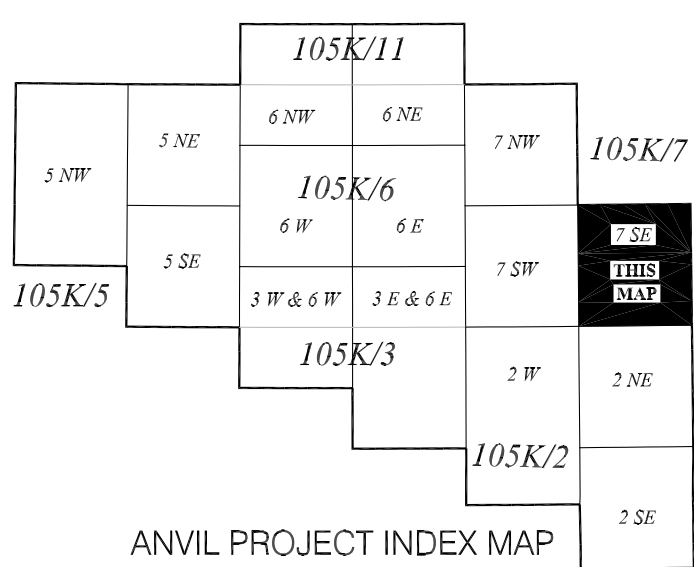 105K/11
6 NW
6 NE
5 NE
7 NW
105K/7
5 NW
105K/6
6 W
6 E
7 SE
5 SE
7 SW
THIS
MAP
105K/5
3 W & 6 W
3 E & 6 E
105K/3
2 W
2 NE
105K/2
2 SE
ANVIL PROJECT INDEX MAP